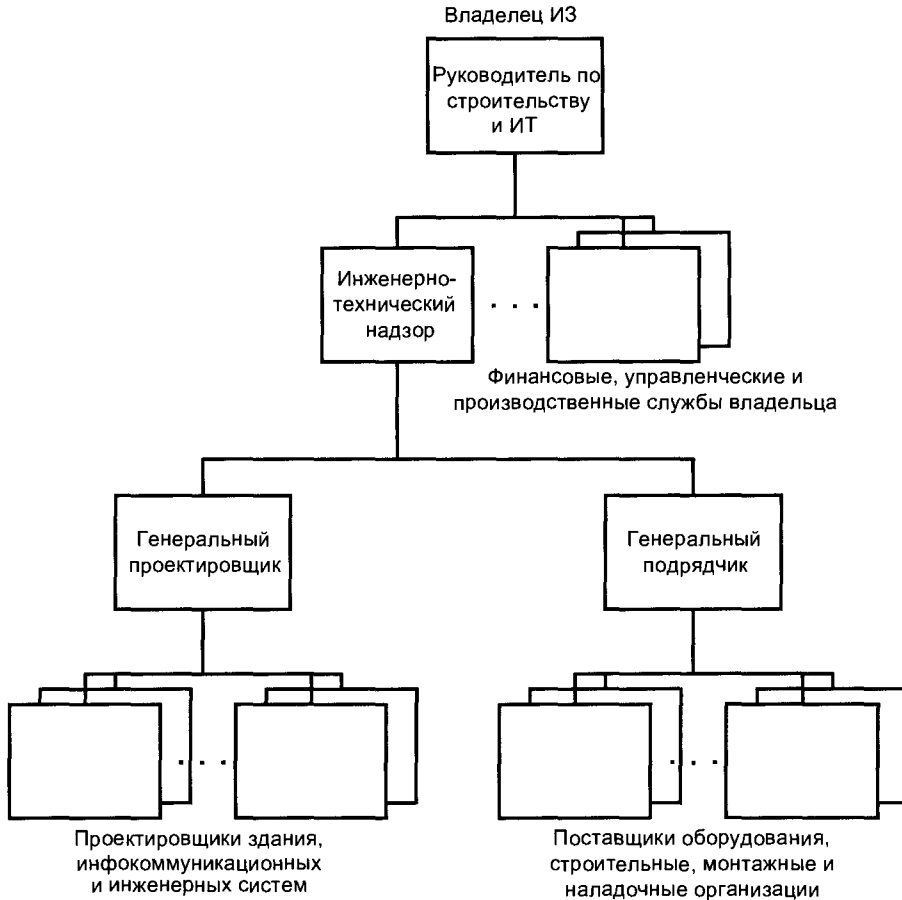 Владелец ИЗ
Руководитель по
строительству
и ИТ
Инженерно-
технический
надзор
. . .
Финансовые, управленческие и
производственные службы владельца
Генеральный
проектировщик
Генеральный
подрядчик
. . . .
. . . .
Проектировщики здания,
инфокоммуникационных
и инженерных систем
Поставщики оборудования,
строительные, монтажные и
наладочные организации